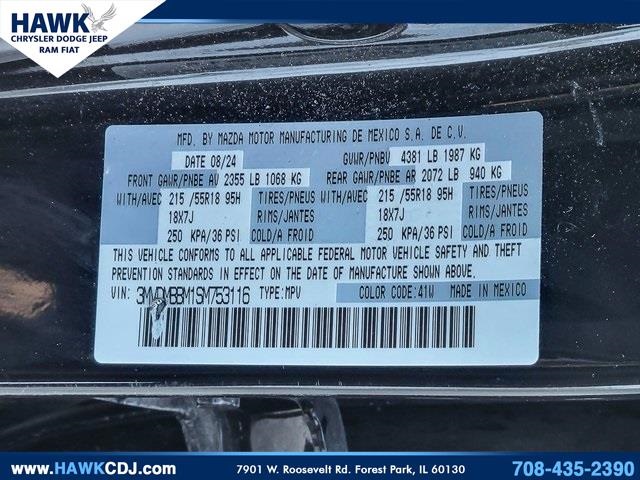 HAWK
CHRYSLER DODGE JEEP
RAM FIAT
MFD. BY MAZDA MOTOR MANUFACTURING DE MEXICO S.A. DE C.V.
DATE 08/24 GVWR/PNBV 4381 LB 1987 KG
FRONT GAWR/PNBE AV 2355 LB 1068 KG REAR GAWR/PNBE AR 2072 LB 940 KG
WITH/AVEC 215 /55R18 95H TIRES/PNEUS WITH/AVEC 215 /55R18 95H TIRES/PNEUS
18X7J RIMS/JANTES 18X7J RIMS/JANTES
250 KPA/36 PSI COLD/A FROID 250 KPA/36 PSI COLD/A FROID
THIS VEHICLE CONFORMS TO ALL APPLICABLE FEDERAL MOTOR VEHICLE SAFETY AND THEFT
PREVENTION STANDARDS IN EFFECT ON THE DATE OF MANUFACTURE SHOWN ABOVE.
VIN: 3MVDMBBM1SM753116 TYPE:MPV COLOR CODE:41W MADE IN MEXICO
www.HAWKCDJ.com 7901 W. Roosevelt Rd. Forest Park, IL 60130 708-435-2390